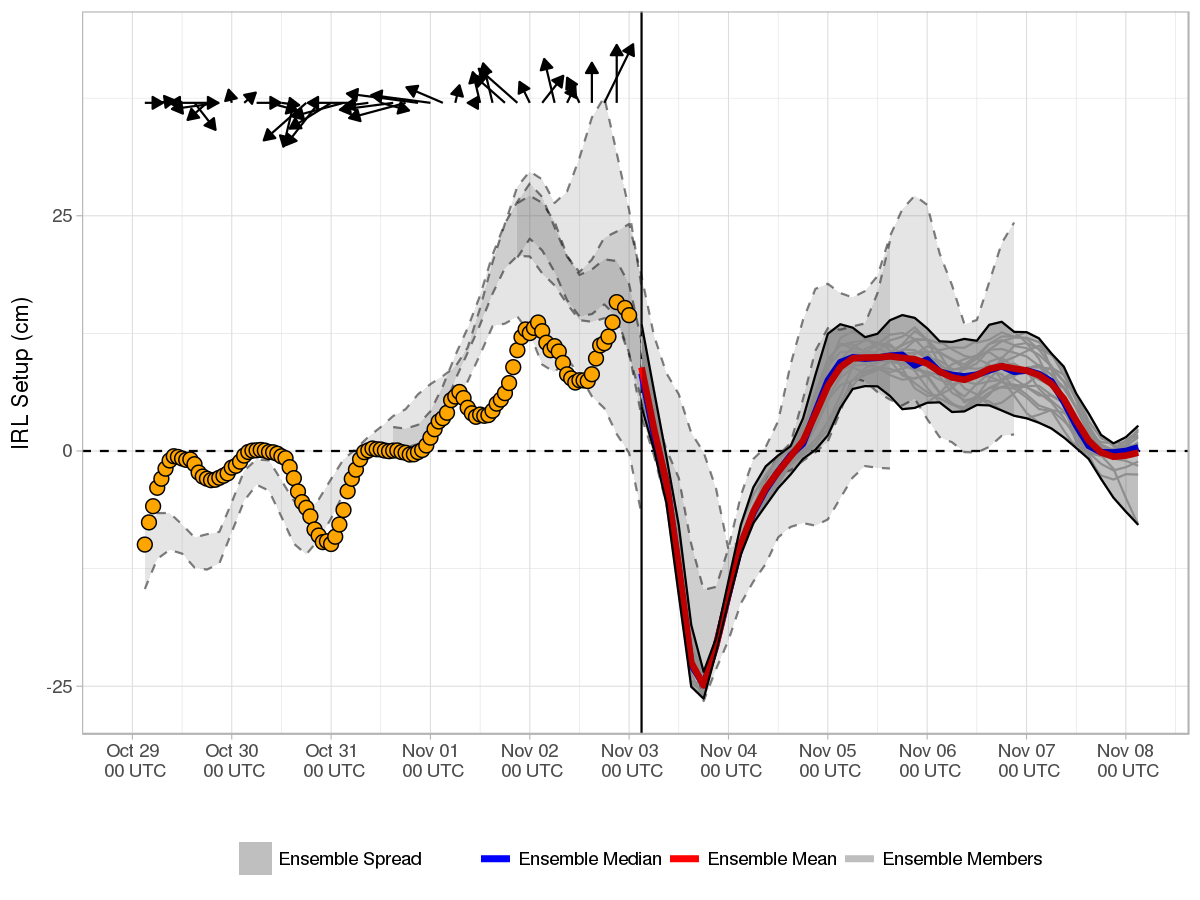 IRL Setup (cm)
25
0
-25
Oct 29 Oct 30 Oct 31 Nov 01 Nov 02 Nov 03 Nov 04 Nov 05 Nov 06 Nov 07 Nov 08
00 UTC 00 UTC 00 UTC 00 UTC 00 UTC 00 UTC 00 UTC 00 UTC 00 UTC 00 UTC 00 UTC
Ensemble Spread Ensemble Median Ensemble Mean Ensemble Members